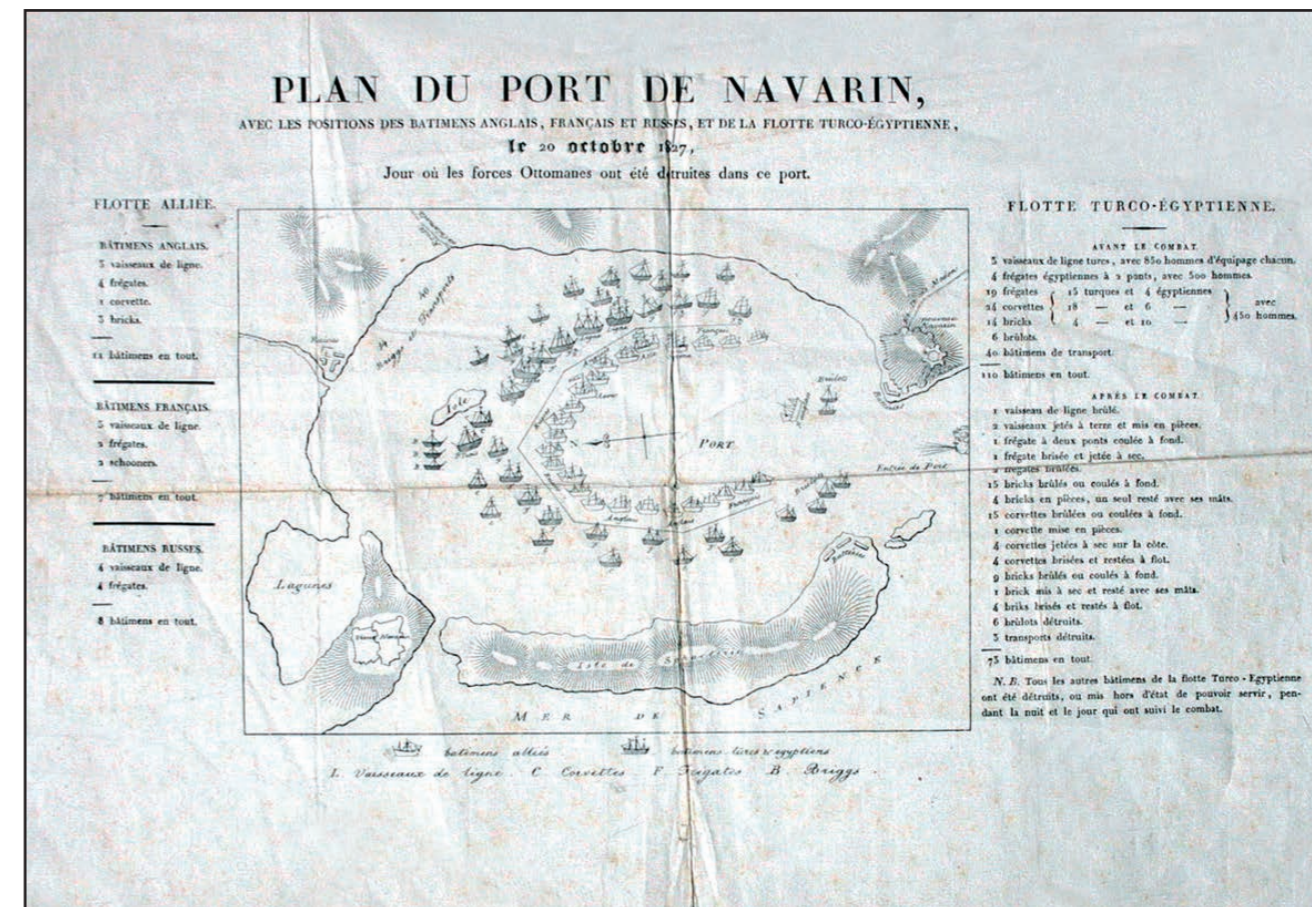 PLAN DU PORT DE NAVARIN,
AVEC LES POSITIONS DES BATIMENS ANGLAIS, FRANÇAIS ET RUSSES, ET DE LA FLOTTE TURCO-ÉGYPTIENNE,
le 20 octobre 1827,
Jour où les forces Ottomanes ont été détruites dans ce port.
FLOTTE ALLIÉE.
BÂTIMENS ANGLAIS.
3 vaisseaux de ligne.
4 frégates.
1 corvette.
3 bricks.
11 bâtimens en tout.
BÂTIMENS FRANÇAIS.
3 vaisseaux de ligne.
2 frégates.
2 schooners.
7 bâtimens en tout.
BÂTIMENS RUSSES.
4 vaisseaux de ligne.
4 frégates.
8 bâtimens en tout.
Briggs et Transports
Isle
Brulots
N
PORT
Entrée du Port
Anglais
Français
Lagunes
Batteries
Isle de
MER DE SAPIENCE
batimens alliés
batimens turcs & egyptiens
L Vaisseaux de ligne. C Corvettes. F Frégates. B Briggs.
FLOTTE TURCO-ÉGYPTIENNE.
AVANT LE COMBAT.
3 vaisseaux de ligne turcs, avec 850 hommes d'équipage chacun.
4 frégates égyptiennes à 2 ponts, avec 500 hommes.
19 frégates 15 turques et 4 égyptiennes
24 corvettes 18 — et 6 —
14 bricks 4 — et 10 —
avec
450 hommes.
6 brûlots.
40 bâtimens de transport.
110 bâtimens en tout.
APRÈS LE COMBAT.
1 vaisseau de ligne brûlé.
2 vaisseaux jetés à terre et mis en pièces.
1 frégate à deux ponts coulée à fond.
1 frégate brisée et jetée à sec.
frégates brûlées.
15 bricks brûlés ou coulés à fond.
4 bricks en pièces, un seul resté avec ses mâts.
15 corvettes brûlées ou coulées à fond.
1 corvette mise en pièces.
4 corvettes jetées à sec sur la côte.
4 corvettes brisées et restées à flot.
9 bricks brûlés ou coulés à fond.
1 brick mis à sec et resté avec ses mâts.
4 briks brisés et restés à flot.
6 brûlots détruits.
3 transports détruits.
73 bâtimens en tout.
N. B. Tous les autres bâtimens de la flotte Turco-Egyptienne
ont été détruits, ou mis hors d'état de pouvoir servir, pen-
dant la nuit et le jour qui ont suivi le combat.